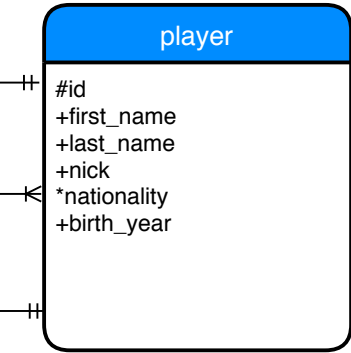 player
#id
+first_name
+last_name
+nick
*nationality
+birth_year